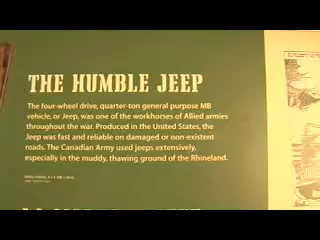 THE HUMBLE JEEP
The four-wheel drive, quarter-ton general purpose MB
vehicle, or Jeep, was one of the workhorses of Allied armies
throughout the war. Produced in the United States, the
Jeep was fast and reliable on damaged or non-existent
roads. The Canadian Army used jeeps extensively,
especially in the muddy, thawing ground of the Rhineland.